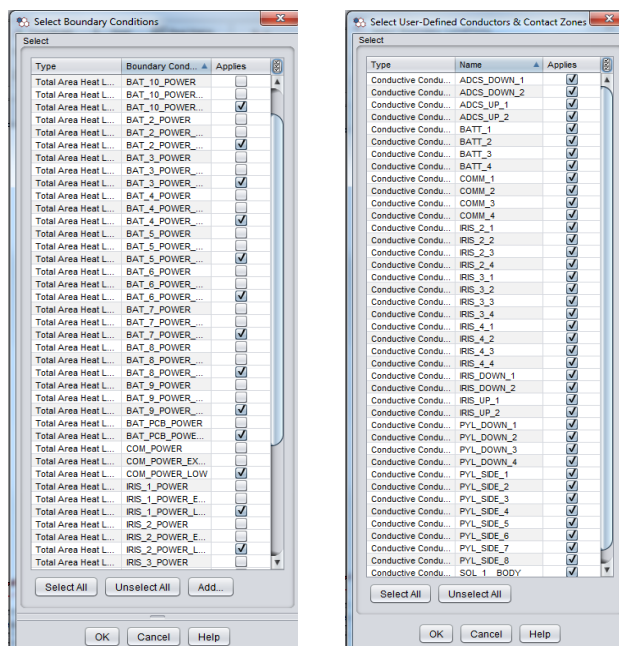 Select Boundary Conditions
Select
Type Boundary Cond... Applies
Total Area Heat L... BAT_10_POWER
Total Area Heat L... BAT_10_POWER...
Total Area Heat L... BAT_10_POWER...
Total Area Heat L... BAT_2_POWER
Total Area Heat L... BAT_2_POWER_...
Total Area Heat L... BAT_2_POWER_...
Total Area Heat L... BAT_3_POWER
Total Area Heat L... BAT_3_POWER_...
Total Area Heat L... BAT_3_POWER_...
Total Area Heat L... BAT_4_POWER
Total Area Heat L... BAT_4_POWER_...
Total Area Heat L... BAT_4_POWER_...
Total Area Heat L... BAT_5_POWER
Total Area Heat L... BAT_5_POWER_...
Total Area Heat L... BAT_5_POWER_...
Total Area Heat L... BAT_6_POWER
Total Area Heat L... BAT_6_POWER_...
Total Area Heat L... BAT_6_POWER_...
Total Area Heat L... BAT_7_POWER
Total Area Heat L... BAT_7_POWER_...
Total Area Heat L... BAT_7_POWER_...
Total Area Heat L... BAT_8_POWER
Total Area Heat L... BAT_8_POWER_...
Total Area Heat L... BAT_8_POWER_...
Total Area Heat L... BAT_9_POWER
Total Area Heat L... BAT_9_POWER_...
Total Area Heat L... BAT_9_POWER_...
Total Area Heat L... BAT_PCB_POWER
Total Area Heat L... BAT_PCB_POWE...
Total Area Heat L... COM_POWER
Total Area Heat L... COM_POWER_EX...
Total Area Heat L... COM_POWER_LOW
Total Area Heat L... IRIS_1_POWER
Total Area Heat L... IRIS_1_POWER_E...
Total Area Heat L... IRIS_1_POWER_L...
Total Area Heat L... IRIS_2_POWER
Total Area Heat L... IRIS_2_POWER_E...
Total Area Heat L... IRIS_2_POWER_L...
Total Area Heat L... IRIS_3_POWER
Select All Unselect All Add...
OK Cancel Help
Select User-Defined Conductors & Contact Zones
Select
Type Name Applies
Conductive Condu... ADCS_DOWN_1
Conductive Condu... ADCS_DOWN_2
Conductive Condu... ADCS_UP_1
Conductive Condu... ADCS_UP_2
Conductive Condu... BATT_1
Conductive Condu... BATT_2
Conductive Condu... BATT_3
Conductive Condu... BATT_4
Conductive Condu... COMM_1
Conductive Condu... COMM_2
Conductive Condu... COMM_3
Conductive Condu... COMM_4
Conductive Condu... IRIS_2_1
Conductive Condu... IRIS_2_2
Conductive Condu... IRIS_2_3
Conductive Condu... IRIS_2_4
Conductive Condu... IRIS_3_1
Conductive Condu... IRIS_3_2
Conductive Condu... IRIS_3_3
Conductive Condu... IRIS_3_4
Conductive Condu... IRIS_4_1
Conductive Condu... IRIS_4_2
Conductive Condu... IRIS_4_3
Conductive Condu... IRIS_4_4
Conductive Condu... IRIS_DOWN_1
Conductive Condu... IRIS_DOWN_2
Conductive Condu... IRIS_UP_1
Conductive Condu... IRIS_UP_2
Conductive Condu... PYL_DOWN_1
Conductive Condu... PYL_DOWN_2
Conductive Condu... PYL_DOWN_3
Conductive Condu... PYL_DOWN_4
Conductive Condu... PYL_SIDE_1
Conductive Condu... PYL_SIDE_2
Conductive Condu... PYL_SIDE_3
Conductive Condu... PYL_SIDE_4
Conductive Condu... PYL_SIDE_5
Conductive Condu... PYL_SIDE_6
Conductive Condu... PYL_SIDE_7
Conductive Condu... PYL_SIDE_8
Conductive Condu... SOL_1__BODY
Select All Unselect All
OK Cancel Help